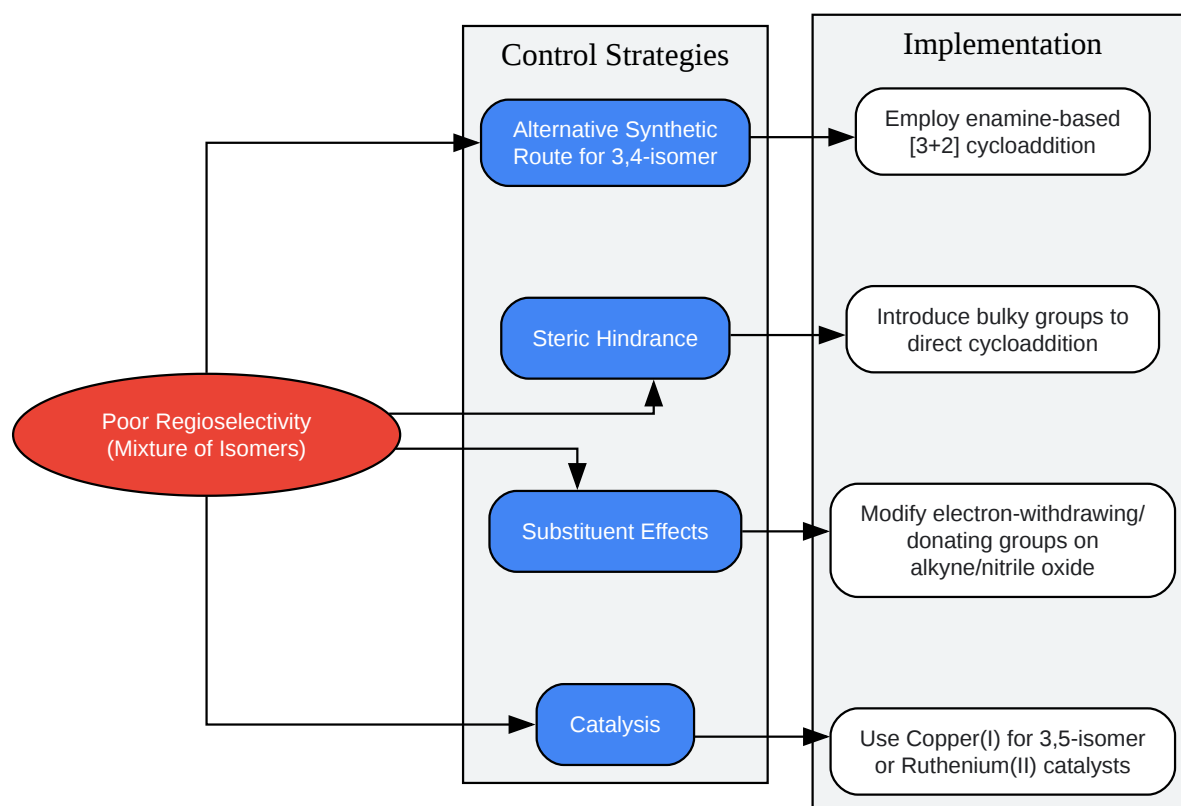 Control Strategies
Implementation
Alternative Synthetic
Route for 3,4-isomer
Employ enamine-based
[3+2] cycloaddition
Steric Hindrance
Introduce bulky groups to
direct cycloaddition
Poor Regioselectivity
(Mixture of Isomers)
Substituent Effects
Modify electron-withdrawing/
donating groups on
alkyne/nitrile oxide
Catalysis
Use Copper(I) for 3,5-isomer
or Ruthenium(II) catalysts